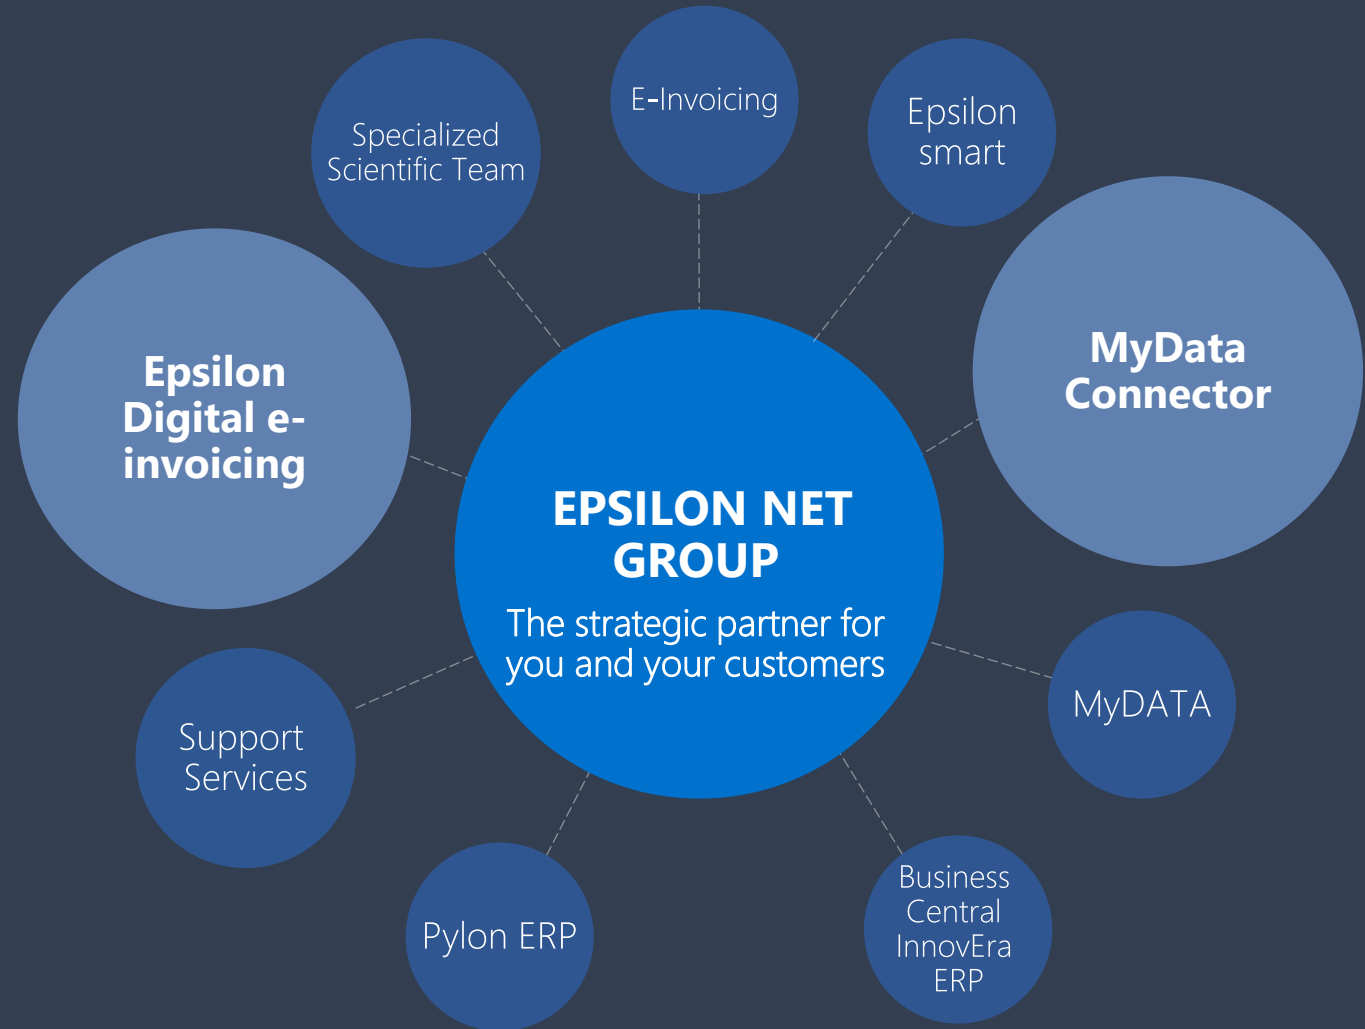 E-Invoicing
Epsilon
smart
Specialized
Scientific Team
MyData
Connector
Epsilon
Digital e-
invoicing
EPSILON NET
GROUP
The strategic partner for
you and your customers
MyDATA
Support
Services
Business
Central
InnovEra
ERP
Pylon ERP